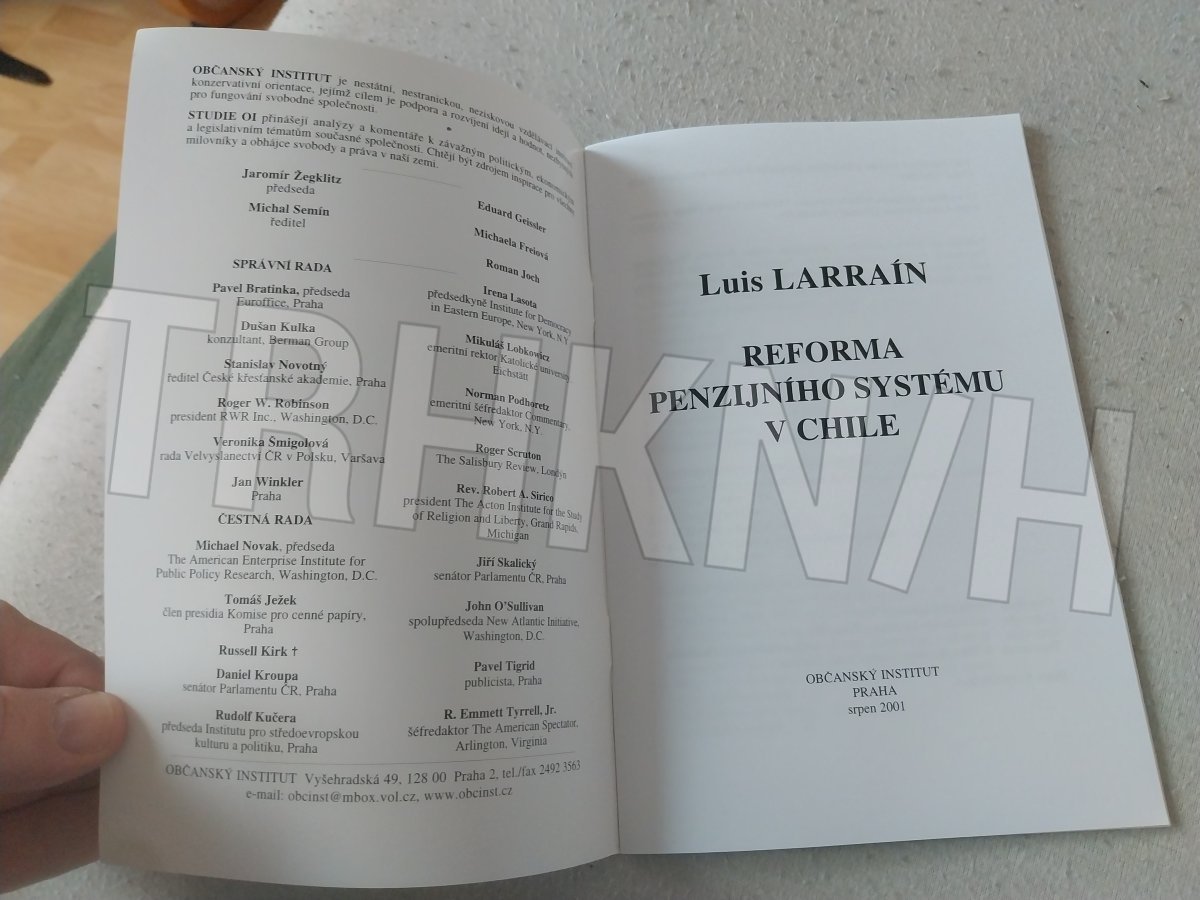 OBČANSKÝ INSTITUT je nestátní, nestranickou, neziskovou vzdělávací
konzervativní orientace, jejímž cílem je podpora a rozvíjení idejí a hodnot,
pro fungování svobodné společnosti.
STUDIE OI přinášejí analýzy a komentáře k závažným politickým, ekonomickým
a legislativním tématům současné společnosti. Chtějí být zdrojem inspirace pro všechny
milovníky a obhájce svobody a práva v naší zemi.
Jaromír Žegklitz
předseda
Michal Semín
ředitel
SPRÁVNÍ RADA
Pavel Bratinka, předseda
Euroffice, Praha
Dušan Kulka
konzultant, Berman Group
Stanislav Novotný
ředitel České křesťanské akademie, Praha
Roger W. Robinson
president RWR Inc., Washington, D.C.
Veronika Šmigolová
rada Velvyslanectví ČR v Polsku, Varšava
Jan Winkler
Praha
ČESTNÁ RADA
Michael Novak, předseda
The American Enterprise Institute for
Public Policy Research, Washington, D.C.
Tomáš Ježek
člen presidia Komise pro cenné papíry,
Praha
Russell Kirk †
Daniel Kroupa
senátor Parlamentu ČR, Praha
Rudolf Kučera
předseda Institutu pro středoevropskou
kulturu a politiku, Praha
Eduard Geissler
Michaela Freiová
Roman Joch
Irena Lasota
předsedkyně Institute for Democracy
in Eastern Europe, New York, N.Y.
Mikuláš Lobkowicz
emeritní rektor Katolické university,
Eichstätt
Norman Podhoretz
emeritní šéfredaktor Commentary,
New York, N.Y.
Roger Scruton
The Salisbury Review, Londýn
Rev. Robert A. Sirico
president The Acton Institute for the Study
of Religion and Liberty, Grand Rapids,
Michigan
Jiří Skalický
senátor Parlamentu ČR, Praha
John O'Sullivan
spolupředseda New Atlantic Initiative,
Washington, D.C.
Pavel Tigrid
publicista, Praha
R. Emmett Tyrrell, Jr.
šéfredaktor The American Spectator,
Arlington, Virginia
OBČANSKÝ INSTITUT Vyšehradská 49, 128 00 Praha 2, tel./fax 2492 3563
e-mail: obcinst@mbox.vol.cz, www.obcinst.cz
Luis LARRAÍN
REFORMA
PENZIJNÍHO SYSTÉMU
V CHILE
OBČANSKÝ INSTITUT
PRAHA
srpen 2001
TRHKNIH